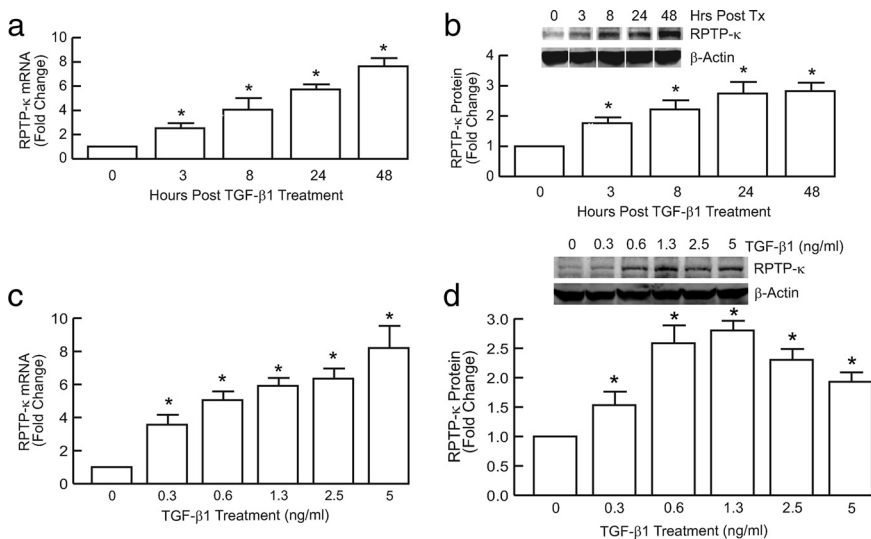 a
RPTP-κ mRNA
(Fold Change)
10
8
6
4
2
0
* * * *
0 3 8 24 48
Hours Post TGF-β1 Treatment
b
0 3 8 24 48 Hrs Post Tx
RPTP-κ
β-Actin
RPTP-κ Protein
(Fold Change)
4
3
2
1
0
* * * *
0 3 8 24 48
Hours Post TGF-β1 Treatment
c
RPTP-κ mRNA
(Fold Change)
10
8
6
4
2
0
* * * * *
0 0.3 0.6 1.3 2.5 5
TGF-β1 Treatment (ng/ml)
d
0 0.3 0.6 1.3 2.5 5 TGF-β1 (ng/ml)
RPTP-κ
β-Actin
RPTP-κ Protein
(Fold Change)
3.0
2.5
2.0
1.5
1.0
0.5
0.0
* * * * *
0 0.3 0.6 1.3 2.5 5
TGF-β1 Treatment (ng/ml)